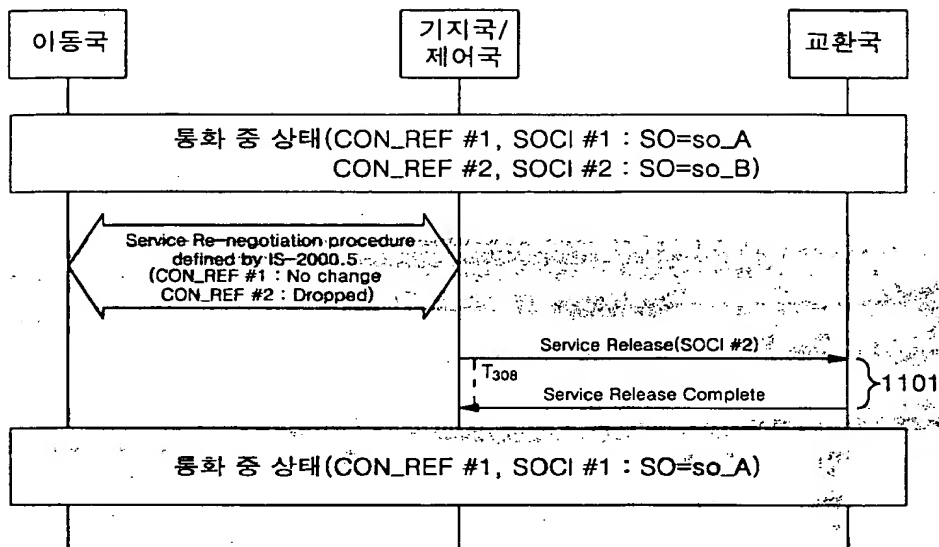 이동국
기지국/
제어국
교환국
통화 중 상태(CON_REF #1, SOCI #1 : SO=so_A
CON_REF #2, SOCI #2 : SO=so_B)
Service Re-negotiation procedure
defined by IS-2000.5
(CON_REF #1 : No change
CON_REF #2 : Dropped)
Service Release(SOCI #2)
T308
1101
Service Release Complete
통화 중 상태(CON_REF #1, SOCI #1 : SO=so_A)